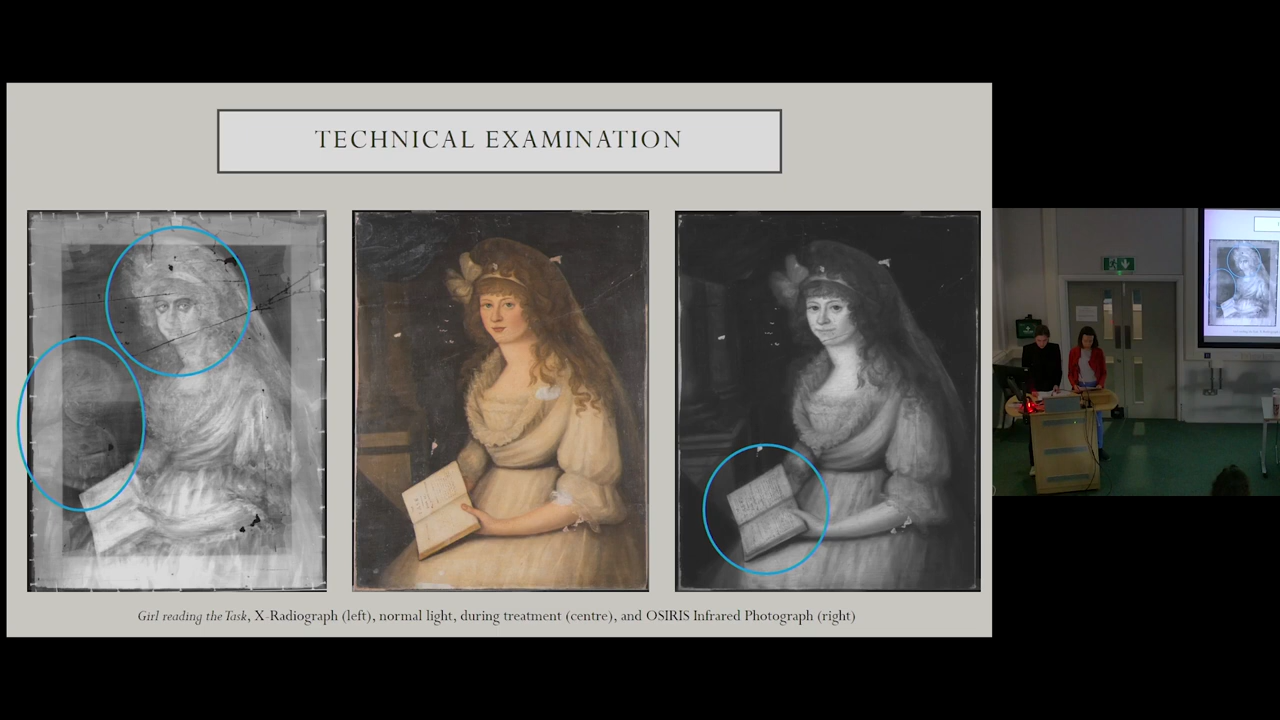 TECHNICAL EXAMINATION
Girl reading the Task, X-Radiograph (left), normal light, during treatment (centre), and OSIRIS Infrared Photograph (right)